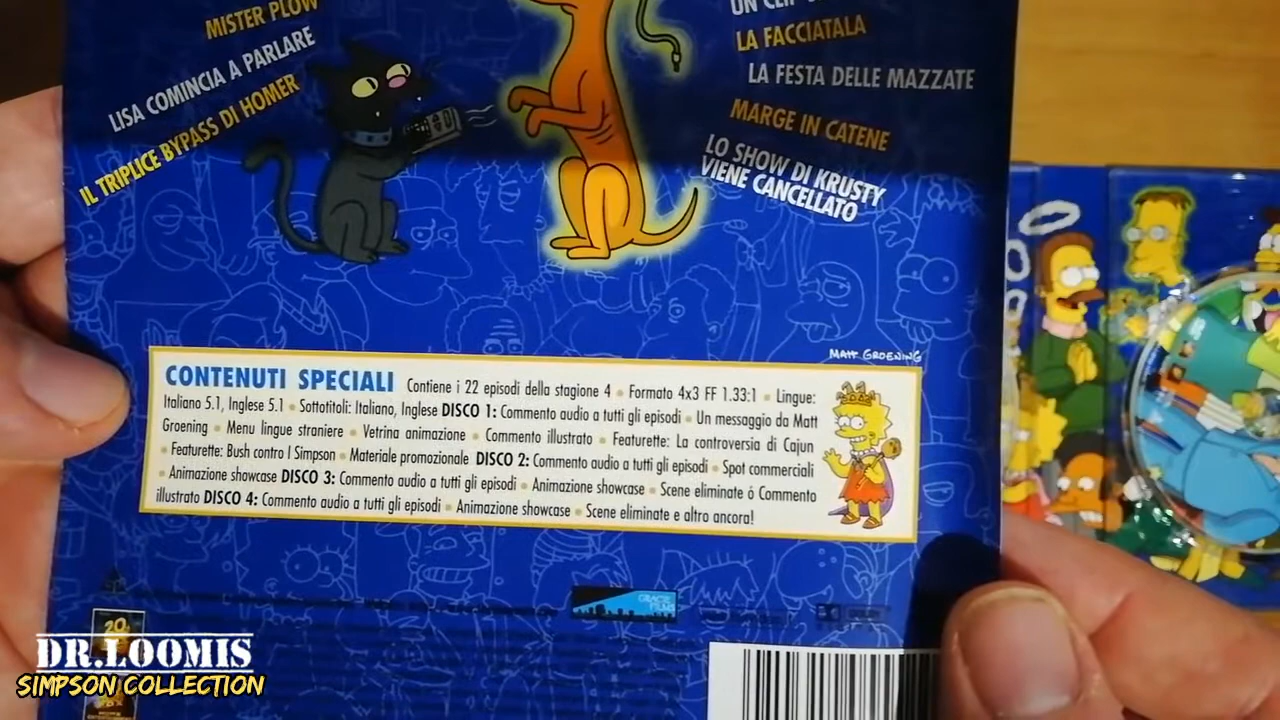 MISTER PLOW
LISA COMINCIA A PARLARE
IL TRIPLICE BYPASS DI HOMER
UN CLIP
LA FACCIATALA
LA FESTA DELLE MAZZATE
MARGE IN CATENE
LO SHOW DI KRUSTY
VIENE CANCELLATO
MATT GROENING
CONTENUTI SPECIALI Contiene i 22 episodi della stagione 4 • Formato 4x3 FF 1.33:1 • Lingue:
Italiano 5.1, Inglese 5.1 • Sottotitoli: Italiano, Inglese DISCO 1: Commento audio a tutti gli episodi • Un messaggio da Matt
Groening • Menu lingue straniere • Vetrina animazione • Commento illustrato • Featurette: La controversia di Cajun
• Featurette: Bush contro I Simpson • Materiale promozionale DISCO 2: Commento audio a tutti gli episodi • Spot commerciali
• Animazione showcase DISCO 3: Commento audio a tutti gli episodi • Animazione showcase • Scene eliminate ó Commento
illustrato DISCO 4: Commento audio a tutti gli episodi • Animazione showcase • Scene eliminate e altro ancora!
GRACIE
FILMS
20
DR.LOOMIS
SIMPSON COLLECTION